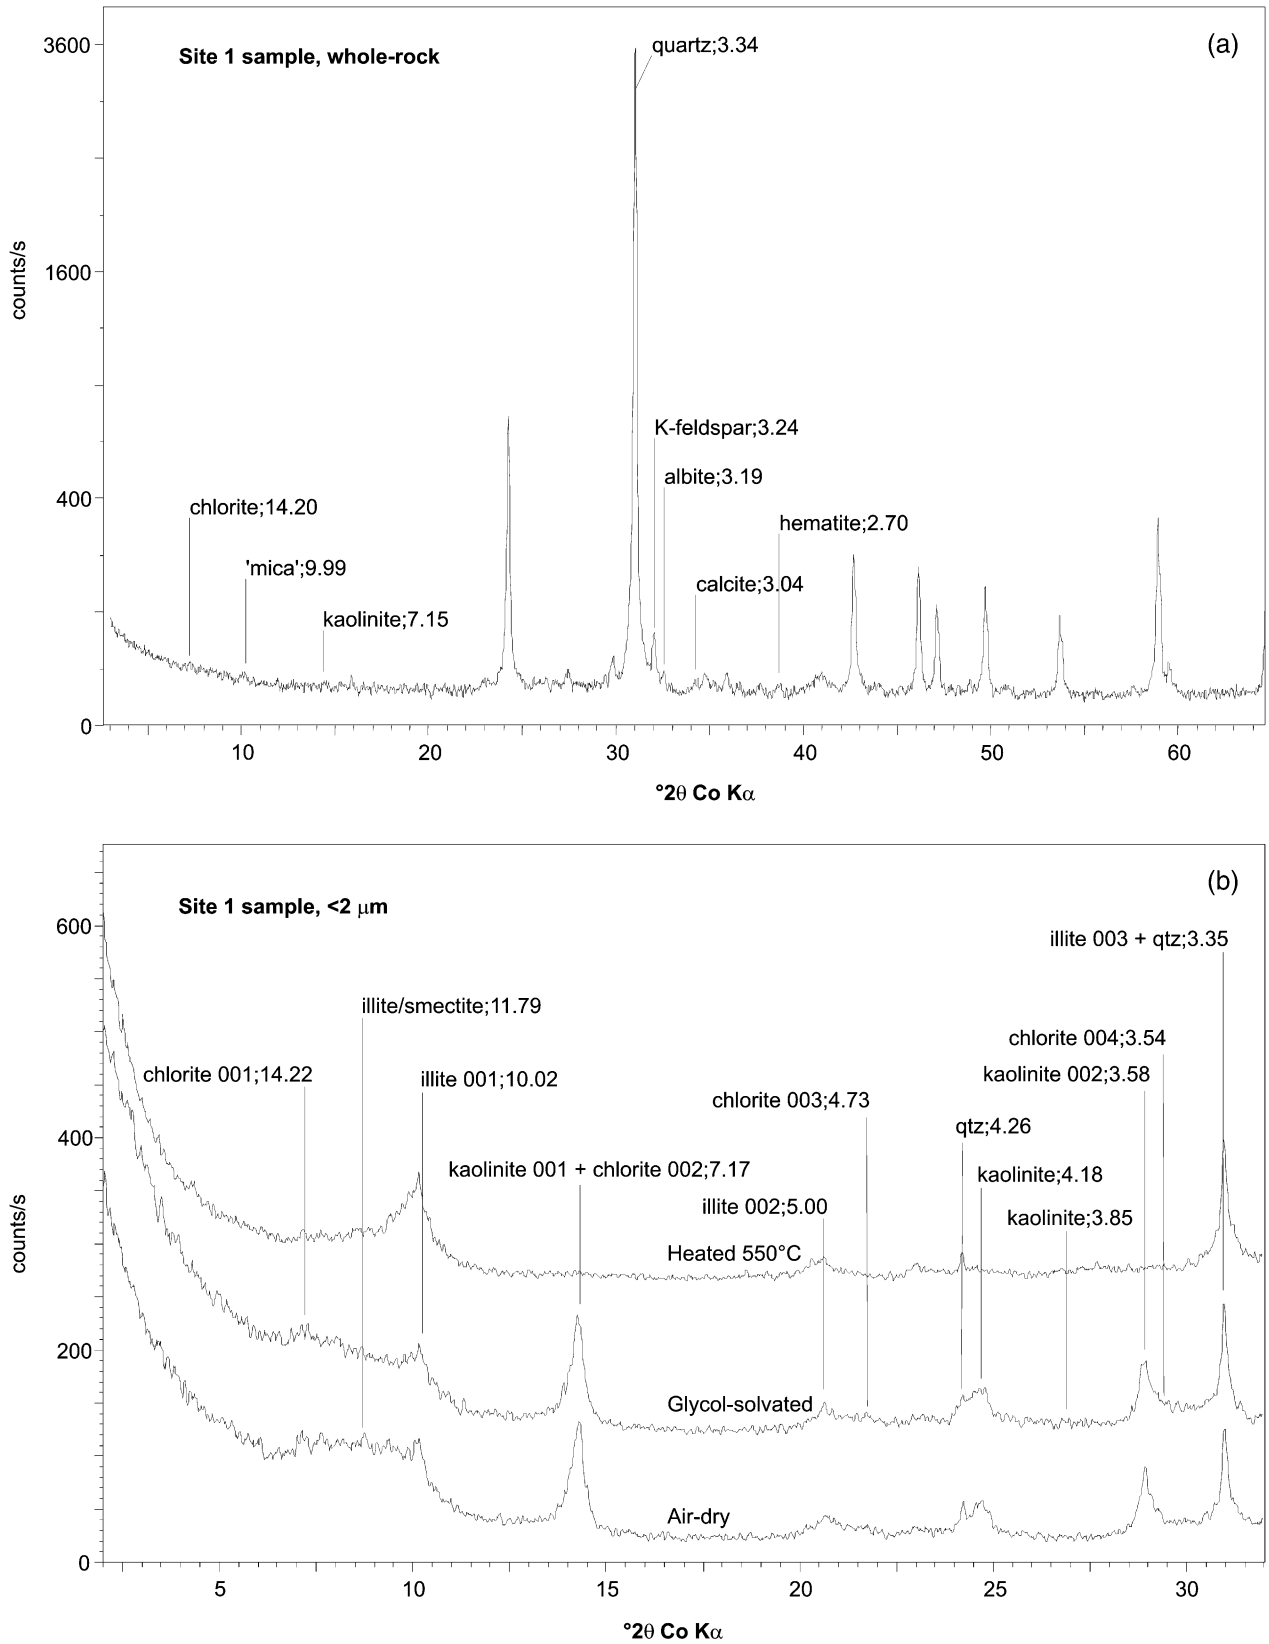 (a)
Site 1 sample, whole-rock
quartz;3.34
3600
1600
400
0
counts/s
K-feldspar;3.24
albite;3.19
chlorite;14.20
hematite;2.70
'mica';9.99
calcite;3.04
kaolinite;7.15
10 20 30 40 50 60
°2θ Co Kα
(b)
Site 1 sample, <2 μm
600
400
200
0
counts/s
illite 003 + qtz;3.35
illite/smectite;11.79
chlorite 004;3.54
chlorite 001;14.22
illite 001;10.02
kaolinite 002;3.58
chlorite 003;4.73
qtz;4.26
kaolinite 001 + chlorite 002;7.17
kaolinite;4.18
illite 002;5.00
kaolinite;3.85
Heated 550°C
Glycol-solvated
Air-dry
5 10 15 20 25 30
°2θ Co Kα